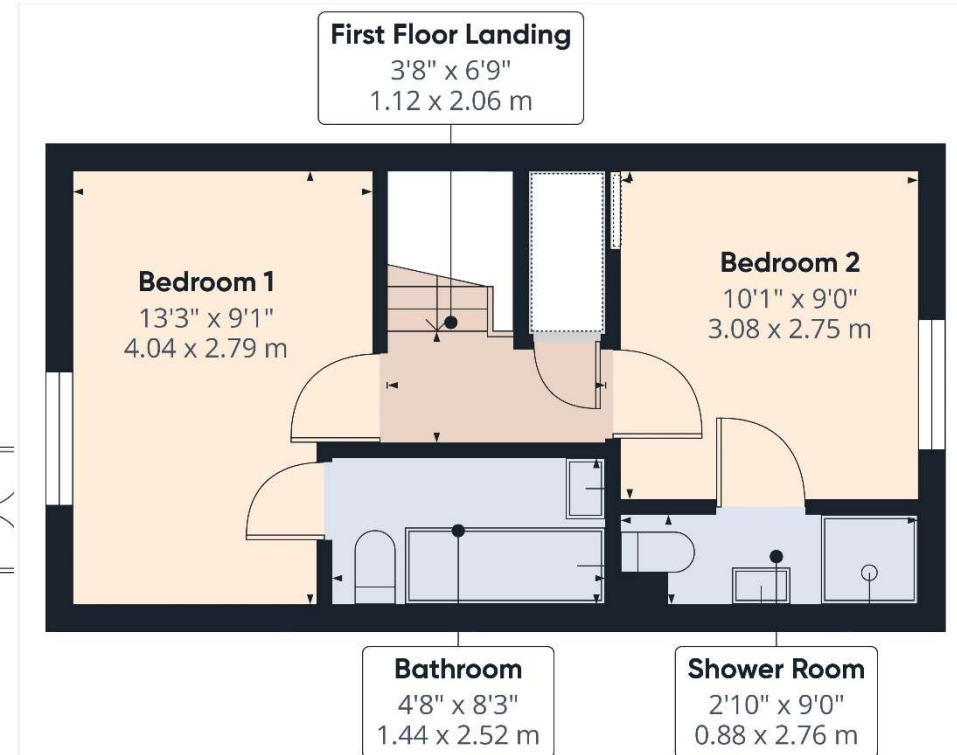 First Floor Landing
3'8" x 6'9"
1.12 x 2.06 m
Bedroom 1
13'3" x 9'1"
4.04 x 2.79 m
Bedroom 2
10'1" x 9'0"
3.08 x 2.75 m
Bathroom
4'8" x 8'3"
1.44 x 2.52 m
Shower Room
2'10" x 9'0"
0.88 x 2.76 m